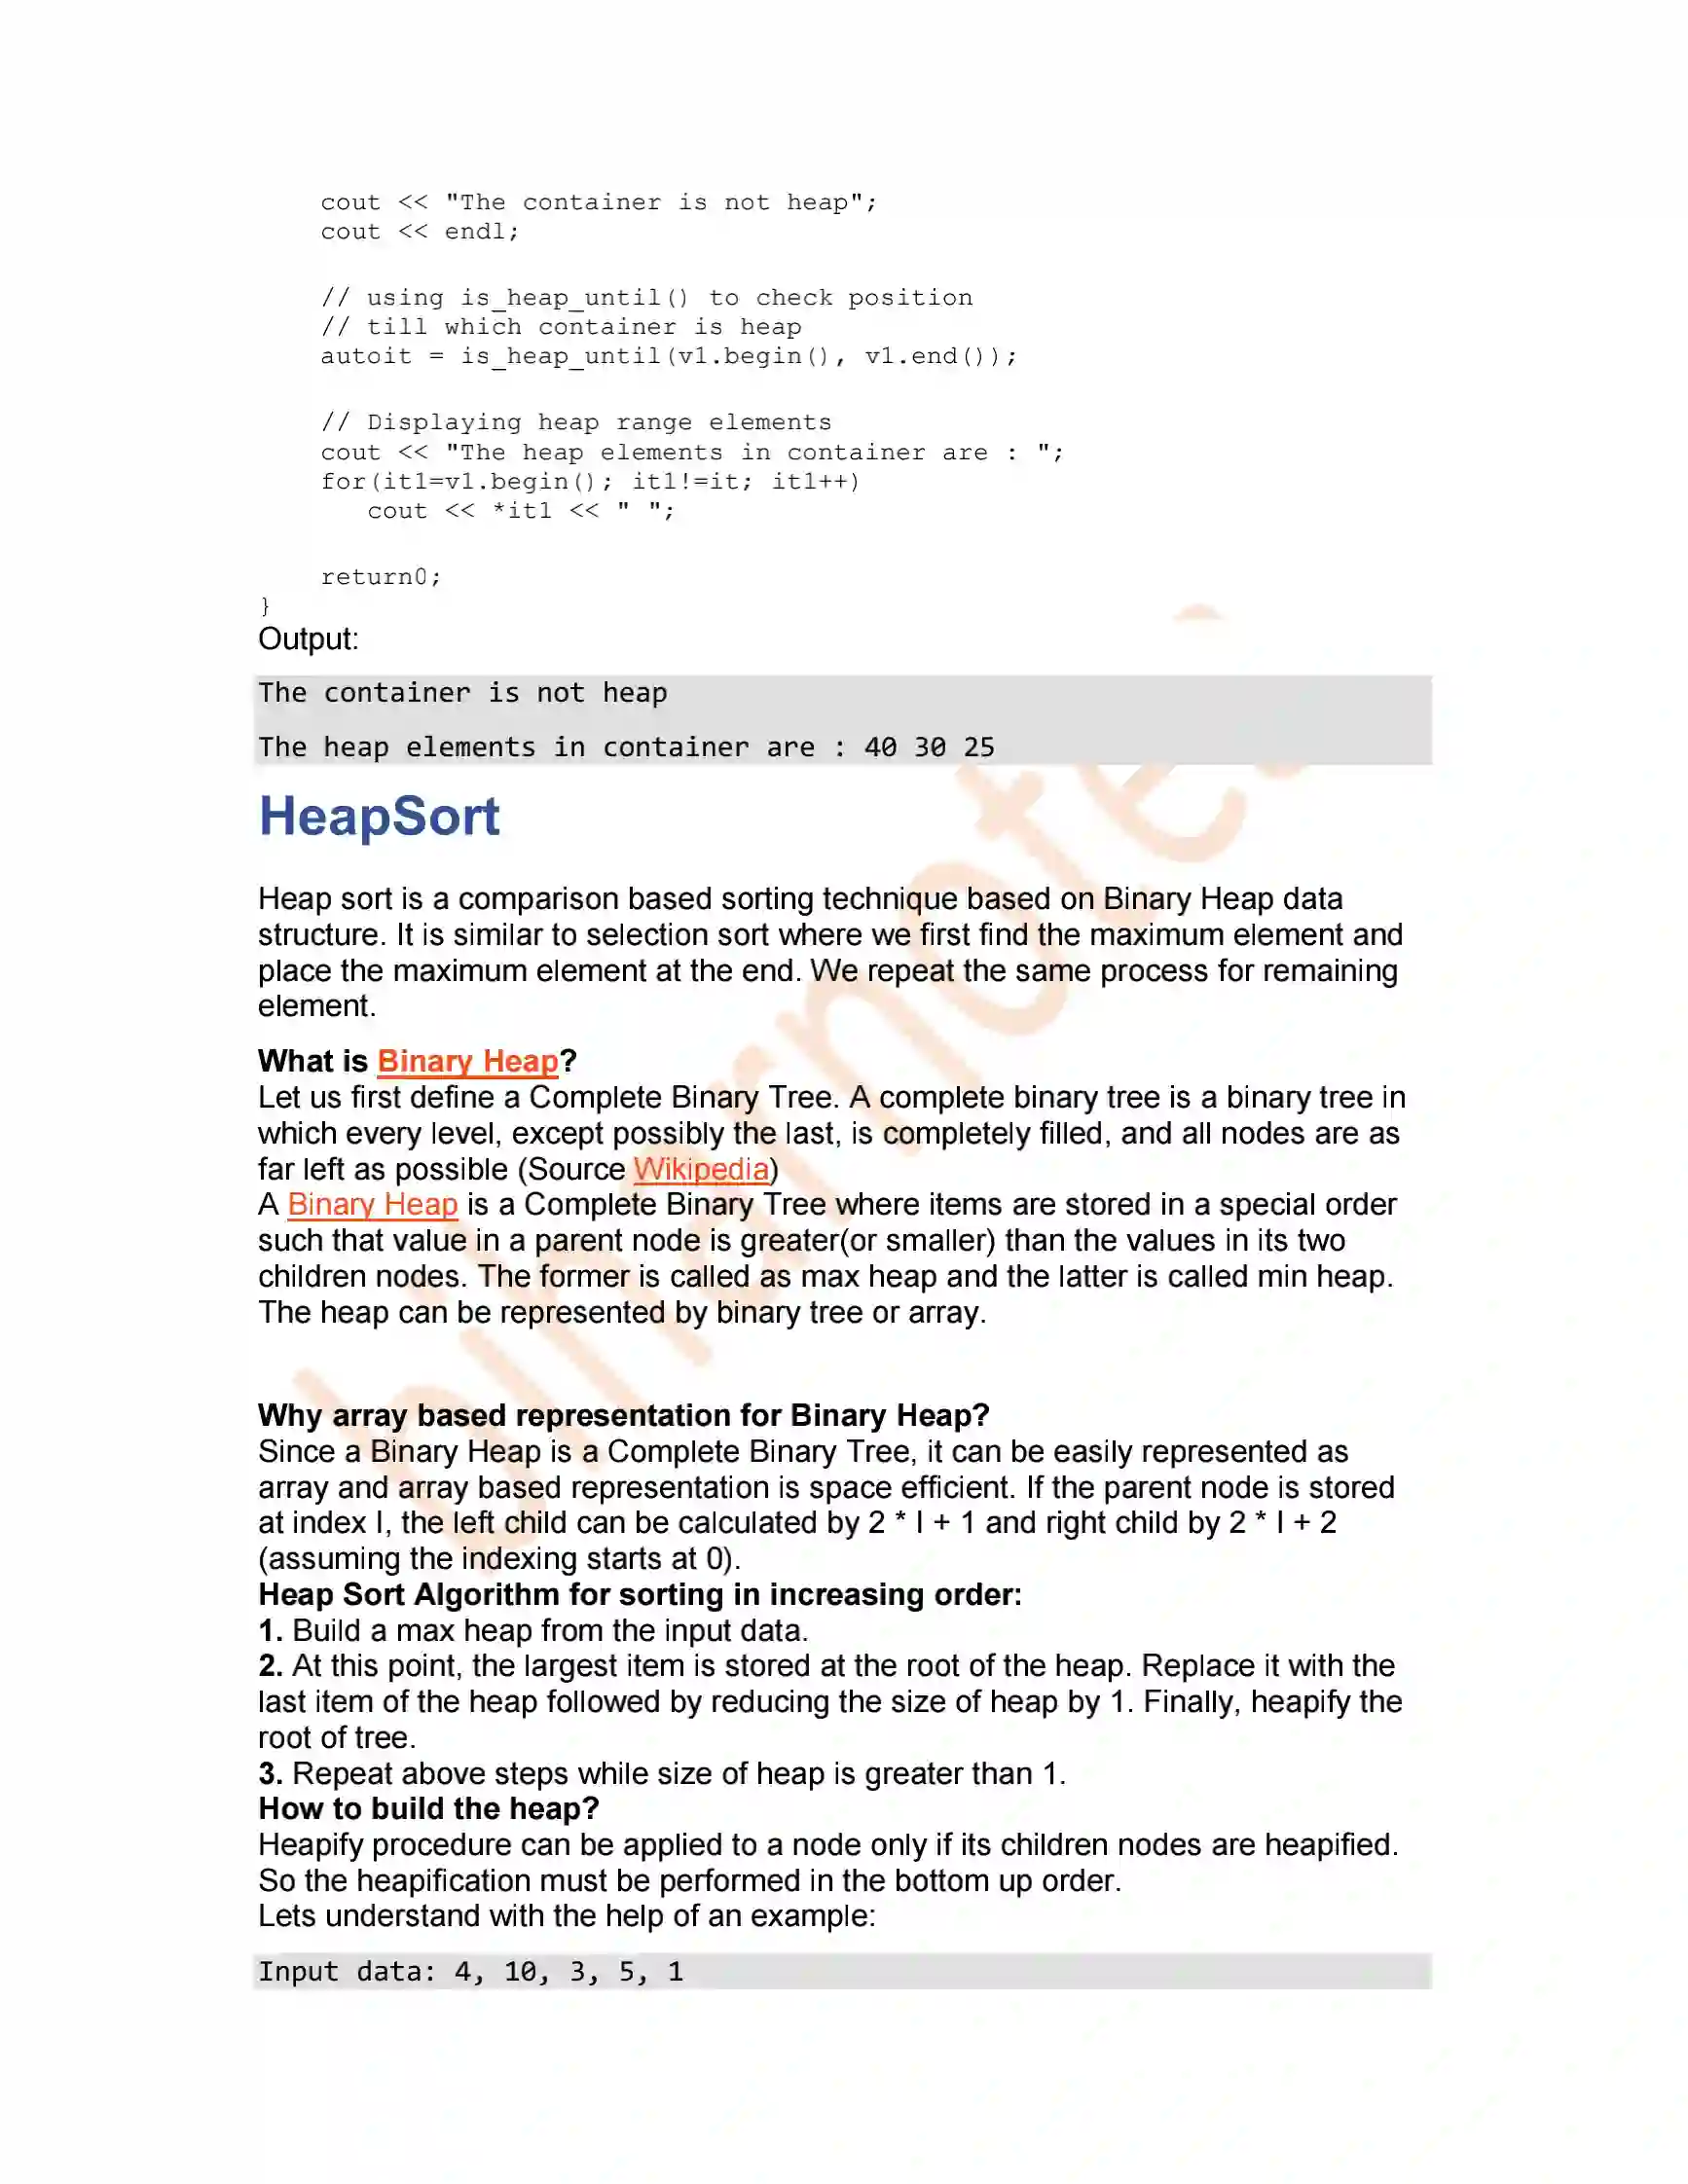 cout << "The container is not heap";
cout << endl;
// using is_heap_until() to check position
// till which container is heap
autoit = is_heap_until(v1.begin(), v1.end());
// Displaying heap range elements
cout << "The heap elements in container are : ";
for(it1=v1.begin(); it1!=it; it1++)
cout << *it1 << " ";
return0;
}
Output:
The container is not heap
The heap elements in container are : 40 30 25
HeapSort
Heap sort is a comparison based sorting technique based on Binary Heap data
structure. It is similar to selection sort where we first find the maximum element and
place the maximum element at the end. We repeat the same process for remaining
element.
What is Binary Heap?
Let us first define a Complete Binary Tree. A complete binary tree is a binary tree in
which every level, except possibly the last, is completely filled, and all nodes are as
far left as possible (Source Wikipedia)
A Binary Heap is a Complete Binary Tree where items are stored in a special order
such that value in a parent node is greater(or smaller) than the values in its two
children nodes. The former is called as max heap and the latter is called min heap.
The heap can be represented by binary tree or array.
Why array based representation for Binary Heap?
Since a Binary Heap is a Complete Binary Tree, it can be easily represented as
array and array based representation is space efficient. If the parent node is stored
at index I, the left child can be calculated by 2 * I + 1 and right child by 2 * I + 2
(assuming the indexing starts at 0).
Heap Sort Algorithm for sorting in increasing order:
1. Build a max heap from the input data.
2. At this point, the largest item is stored at the root of the heap. Replace it with the
last item of the heap followed by reducing the size of heap by 1. Finally, heapify the
root of tree.
3. Repeat above steps while size of heap is greater than 1.
How to build the heap?
Heapify procedure can be applied to a node only if its children nodes are heapified.
So the heapification must be performed in the bottom up order.
Lets understand with the help of an example:
Input data: 4, 10, 3, 5, 1